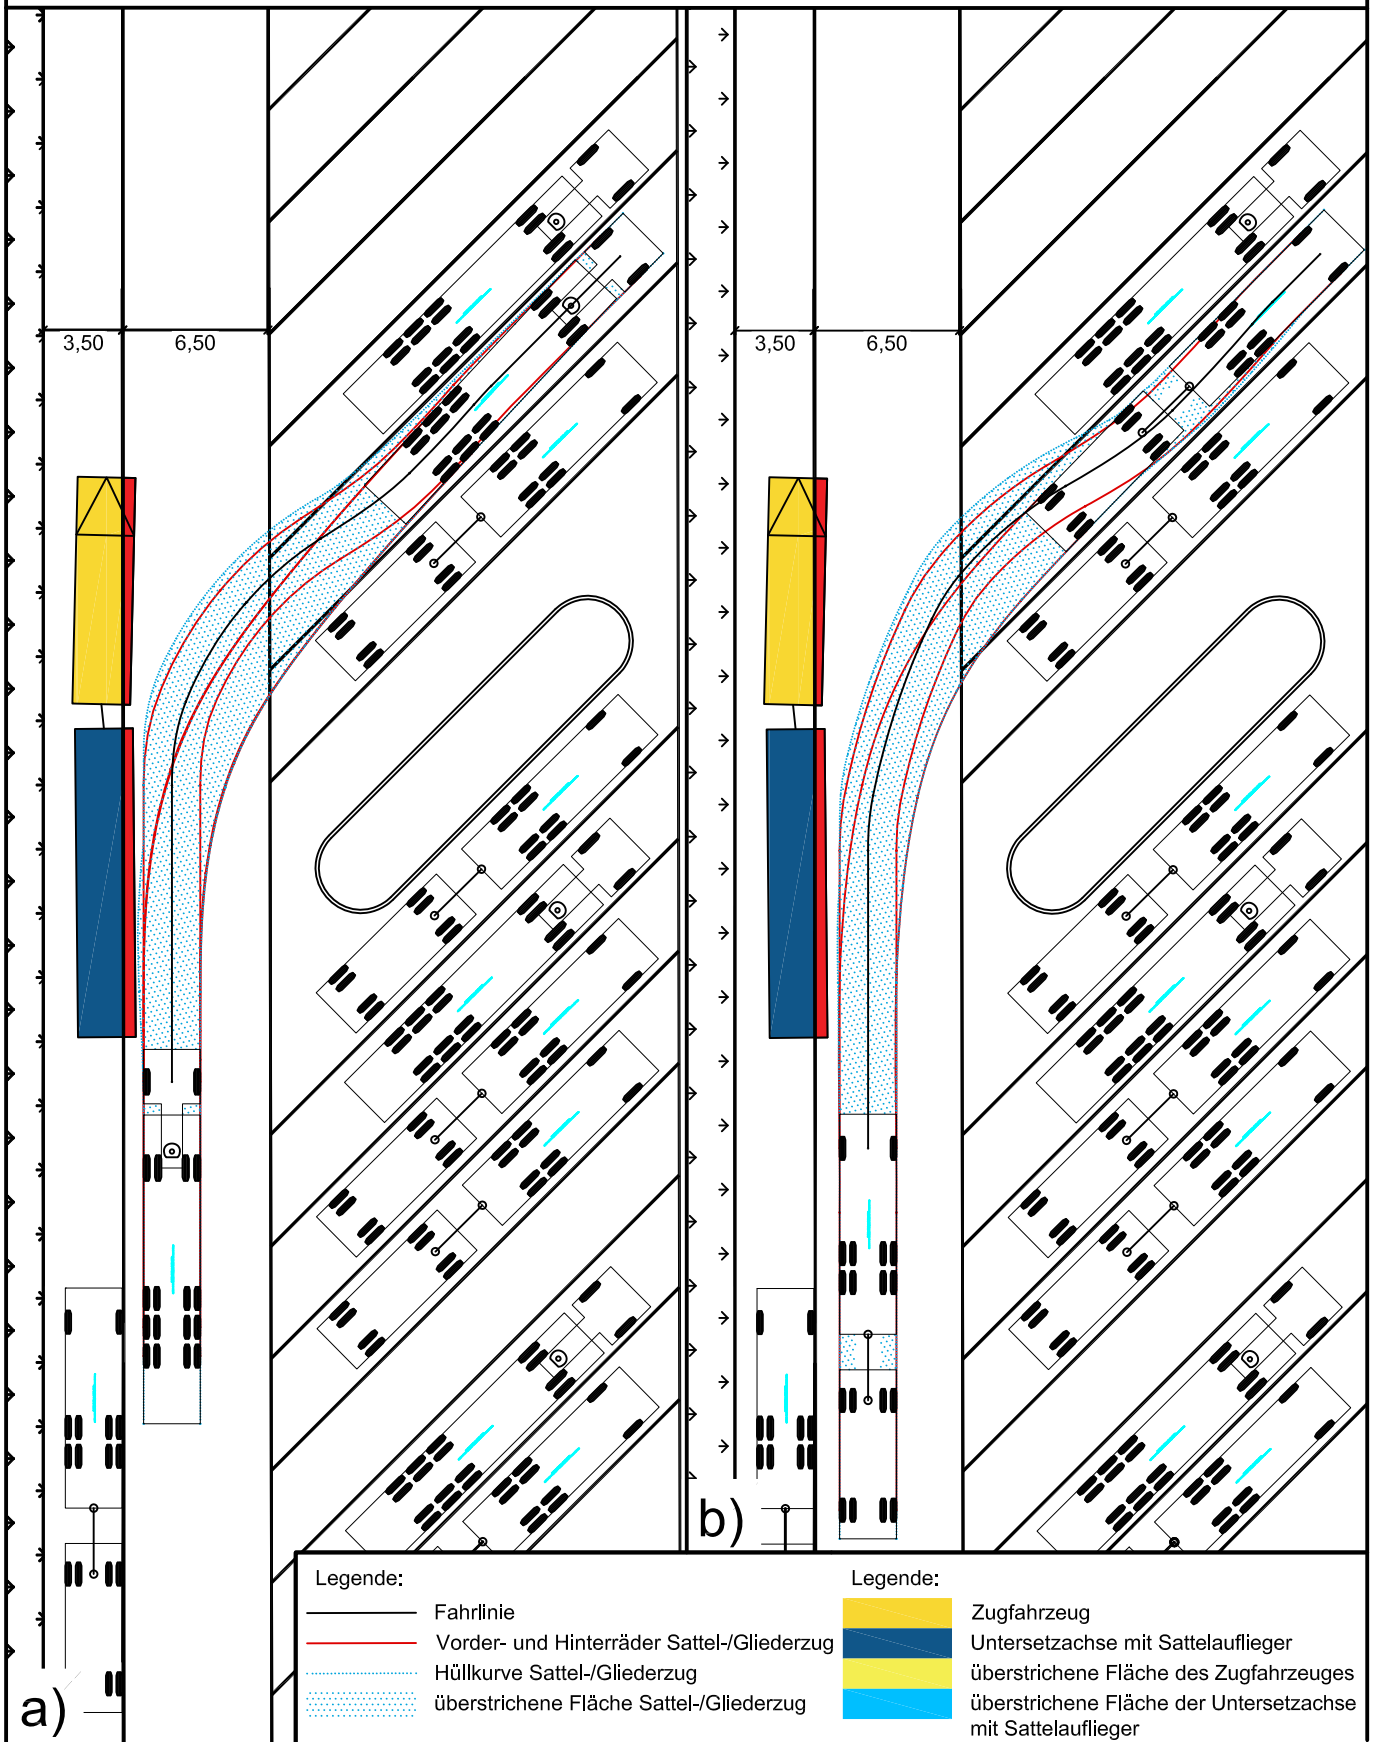 3,50
6,50
3,50
6,50
a)
b)
Legende:
Fahrlinie
Vorder- und Hinterräder Sattel-/Gliederzug
Hüllkurve Sattel-/Gliederzug
überstrichene Fläche Sattel-/Gliederzug
Legende:
Zugfahrzeug
Untersetzachse mit Sattelauflieger
überstrichene Fläche des Zugfahrzeuges
überstrichene Fläche der Untersetzachse
mit Sattelauflieger